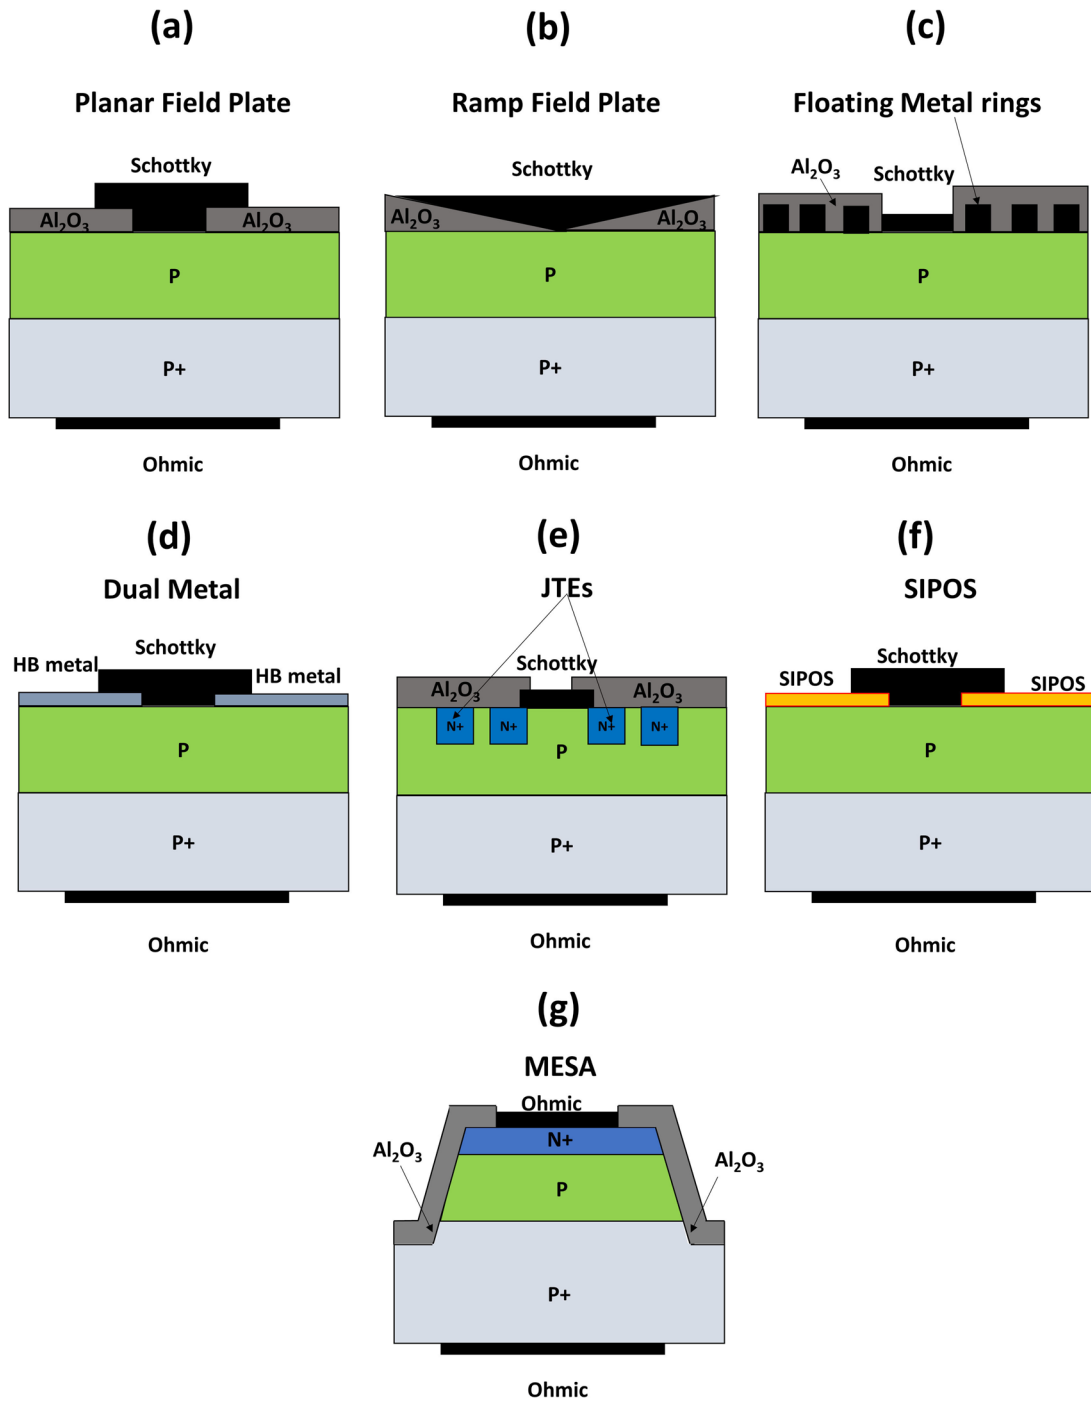 (a)
Planar Field Plate
Schottky
Al₂O₃ Al₂O₃
P
P+
Ohmic
(b)
Ramp Field Plate
Schottky
Al₂O₃ Al₂O₃
P
P+
Ohmic
(c)
Floating Metal rings
Al₂O₃
Schottky
P
P+
Ohmic
(d)
Dual Metal
Schottky
HB metal HB metal
P
P+
Ohmic
(e)
JTEs
Schottky
Al₂O₃ Al₂O₃
N+ N+ N+ N+
P
P+
Ohmic
(f)
SIPOS
Schottky
SIPOS SIPOS
P
P+
Ohmic
(g)
MESA
Ohmic
N+
Al₂O₃ Al₂O₃
P
P+
Ohmic